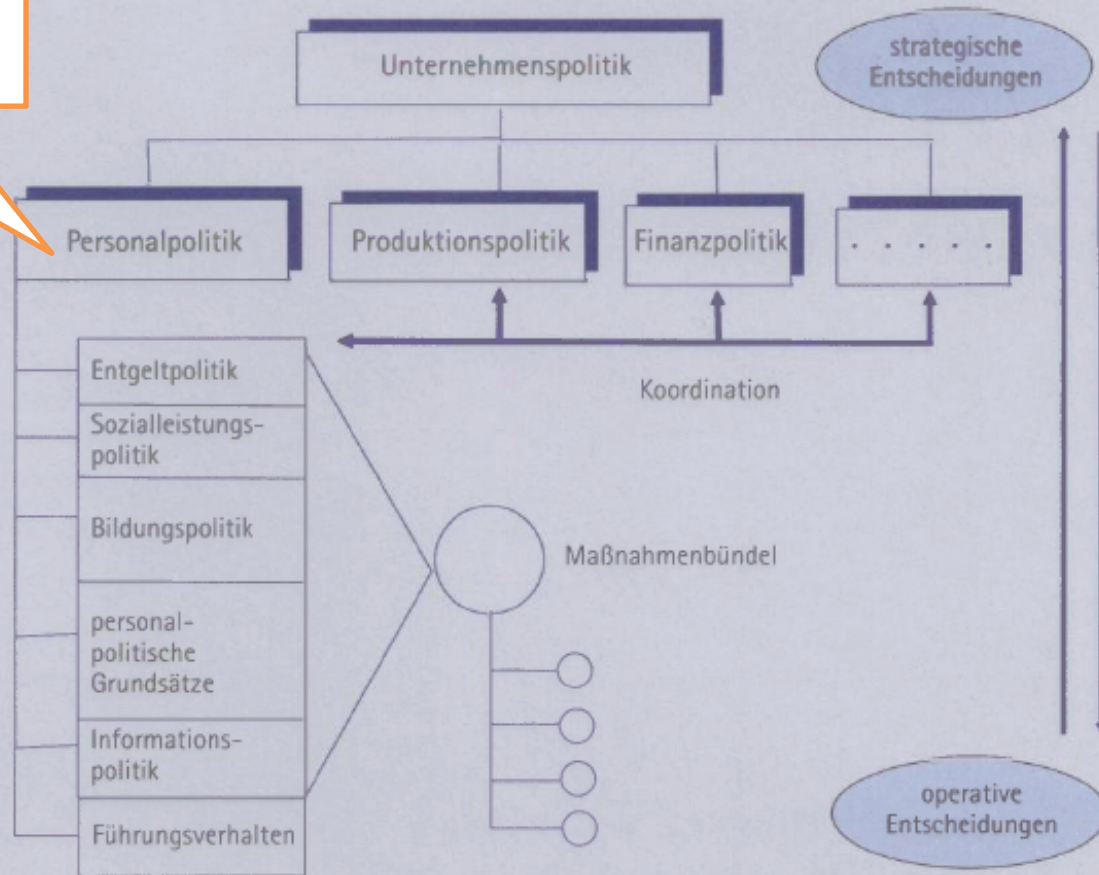 Unternehmenspolitik
strategische
Entscheidungen
Personalpolitik
Produktionspolitik
Finanzpolitik
. . . . .
Koordination
Entgeltpolitik
Sozialleistungs-
politik
Bildungspolitik
personal-
politische
Grundsätze
Informations-
politik
Führungsverhalten
Maßnahmenbündel
operative
Entscheidungen